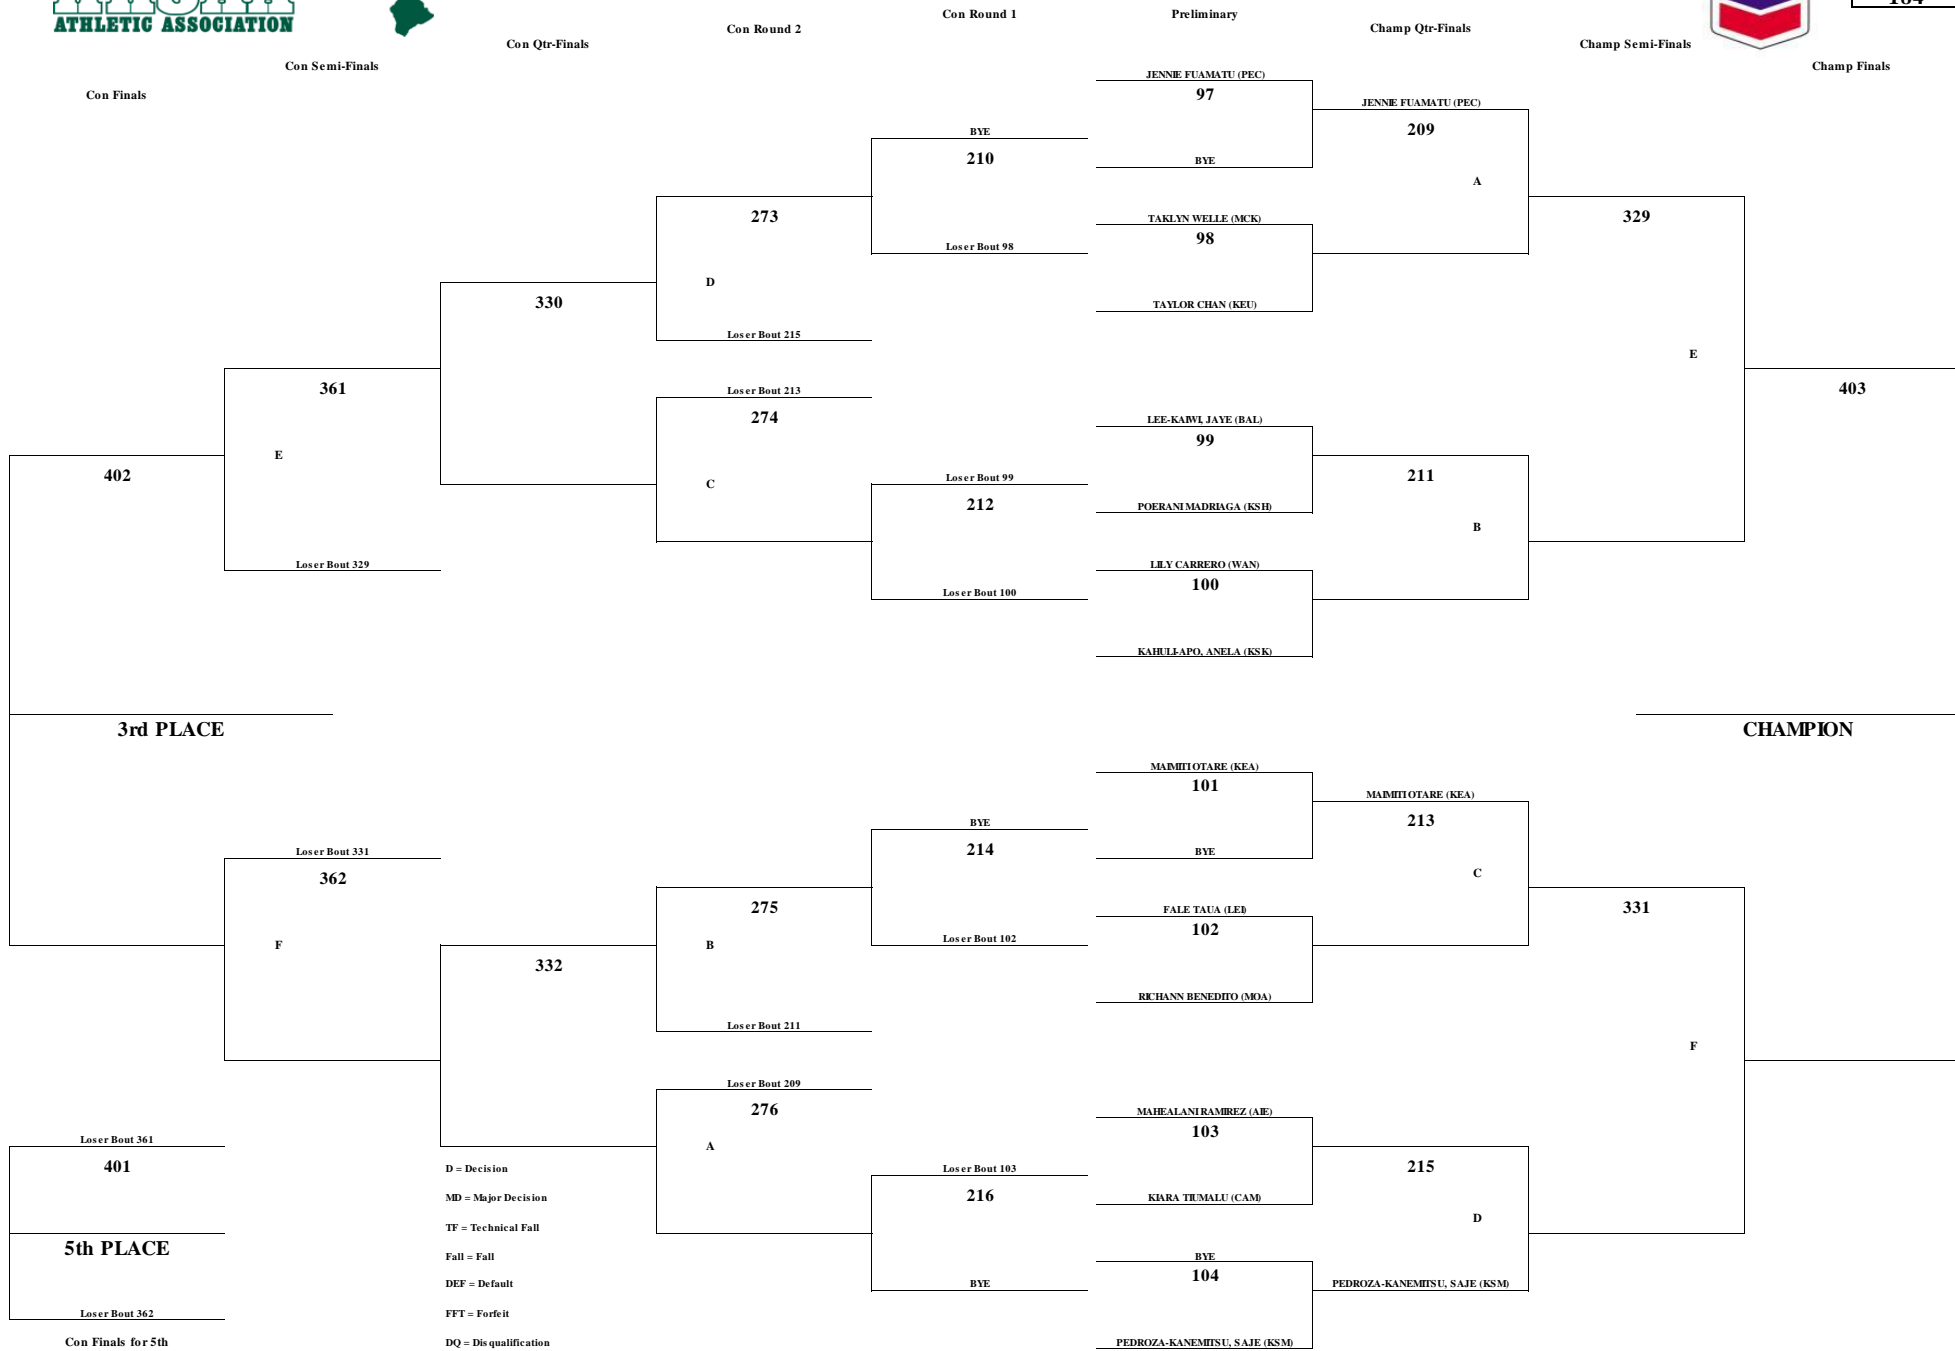 ATHLETIC ASSOCIATION
Con Finals
Con Semi-Finals
Con Qtr-Finals
Con Round 2
Con Round 1
Preliminary
Champ Qtr-Finals
Champ Semi-Finals
Champ Finals
JENNIE FUAMATU (PEC)
97
BYE
JENNIE FUAMATU (PEC)
209
A
BYE
210
Loser Bout 98
273
D
Loser Bout 215
TAKLYN WELLE (MCK)
98
TAYLOR CHAN (KEU)
329
E
330
361
E
Loser Bout 329
Loser Bout 213
274
C
Loser Bout 99
212
Loser Bout 100
LEE-KAIWI, JAYE (BAL)
99
POERANI MADRIAGA (KSH)
211
B
LILY CARRERO (WAN)
100
KAHULI-APO, ANELA (KSK)
403
402
3rd PLACE
CHAMPION
MAIMITI OTARE (KEA)
101
BYE
MAIMITI OTARE (KEA)
213
C
BYE
214
Loser Bout 102
FALE TAUA (LEI)
102
RICHANN BENEDITO (MOA)
331
F
Loser Bout 331
362
F
275
B
Loser Bout 211
332
Loser Bout 209
276
A
Loser Bout 103
216
BYE
MAHEALANI RAMIREZ (AIE)
103
KIARA TIUMALU (CAM)
215
D
BYE
104
PEDROZA-KANEMITSU, SAJE (KSM)
PEDROZA-KANEMITSU, SAJE (KSM)
Loser Bout 361
401
5th PLACE
Loser Bout 362
Con Finals for 5th
D = Decision
MD = Major Decision
TF = Technical Fall
Fall = Fall
DEF = Default
FFT = Forfeit
DQ = Disqualification